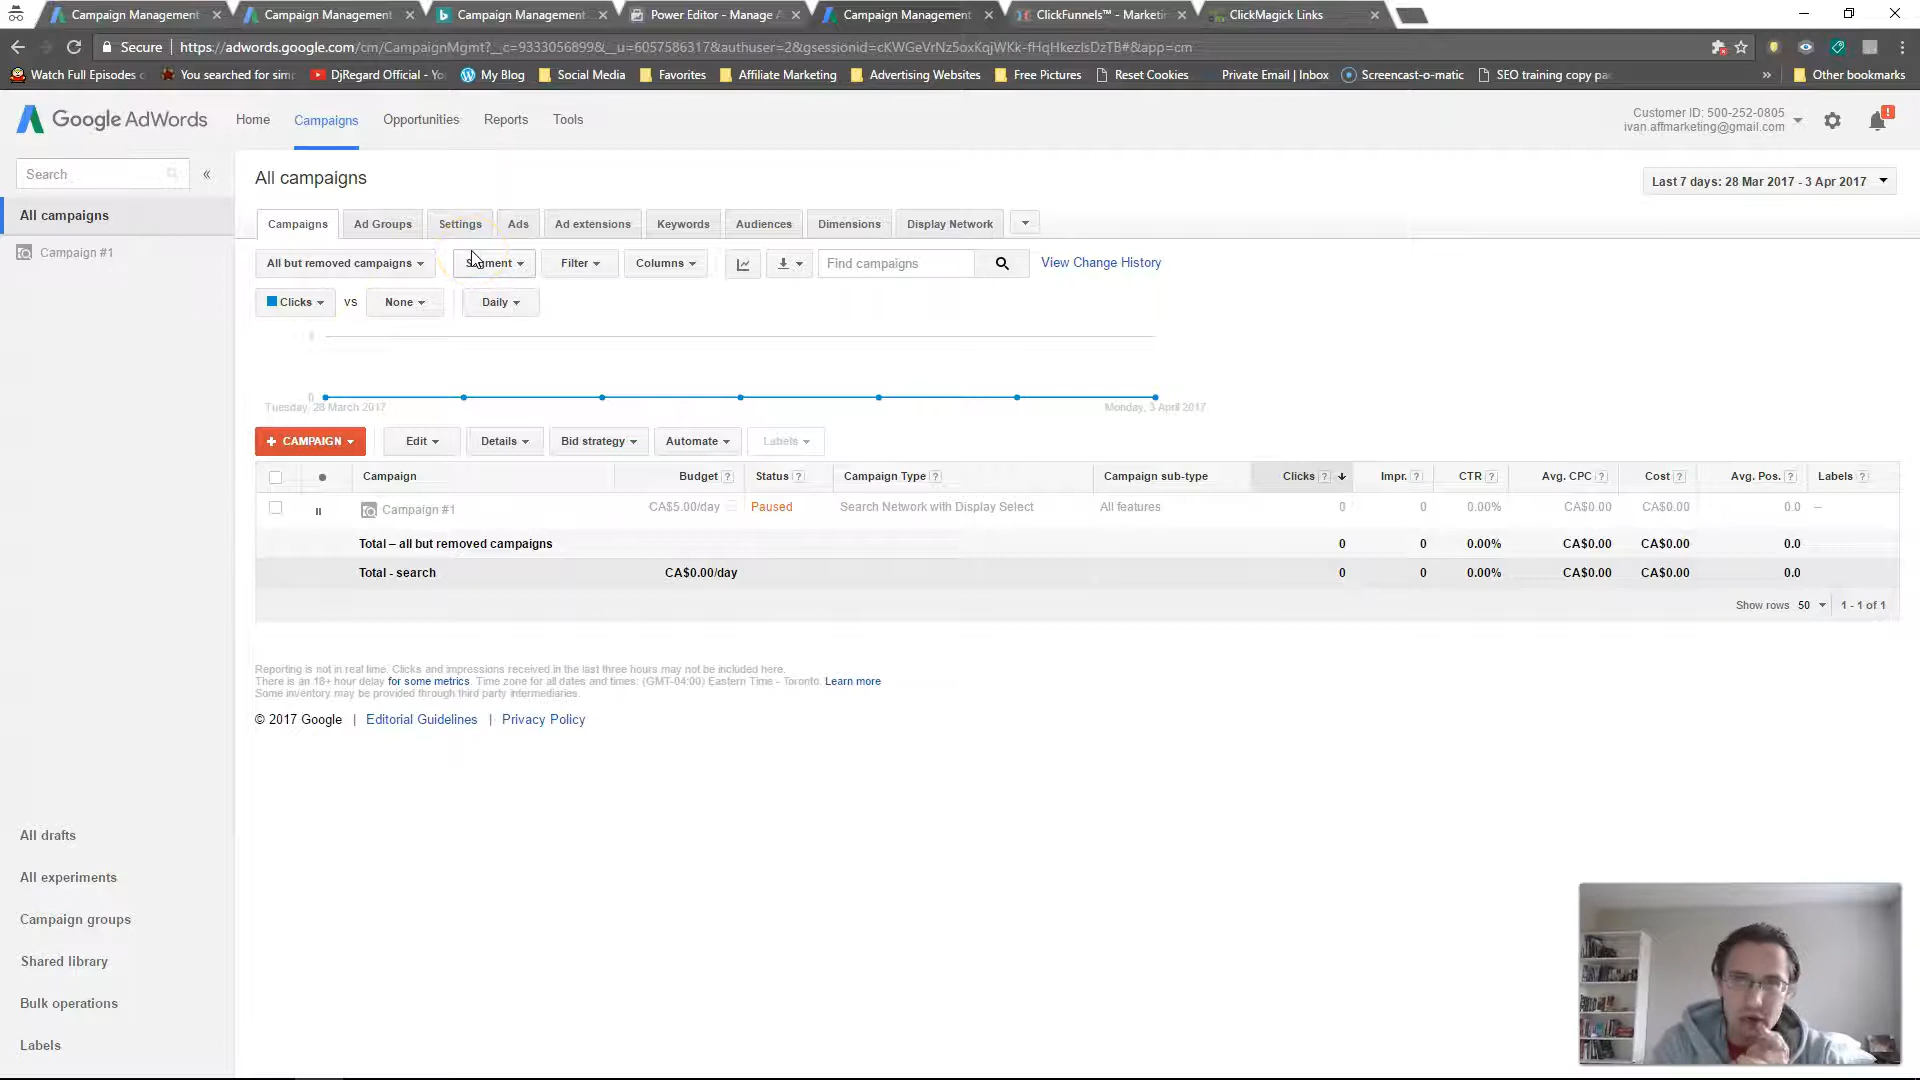 Campaign Management
Campaign Management
Campaign Management
Power Editor - Manage A
Campaign Management
ClickFunnels™ - Marketi
ClickMagick Links
Secure
https://adwords.google.com/cm/CampaignMgmt?__c=9333056899&__u=6057586317&authuser=2&gsessionid=cKWGeVrNz5oxKqjWKk-fHqHkezIsDzTB#&app=cm
Watch Full Episodes o
You searched for simp
DjRegard Official - Yo
My Blog
Social Media
Favorites
Affiliate Marketing
Advertising Websites
Free Pictures
Reset Cookies
Private Email | Inbox
Screencast-o-matic
SEO training copy pa
»
Other bookmarks
Google AdWords
Home
Campaigns
Opportunities
Reports
Tools
Customer ID: 500-252-0805
ivan.affmarketing@gmail.com
!
Search
«
All campaigns
Campaign #1
All campaigns
Last 7 days: 28 Mar 2017 - 3 Apr 2017
Campaigns
Ad Groups
Settings
Ads
Ad extensions
Keywords
Audiences
Dimensions
Display Network
All but removed campaigns
Filter
Columns
Find campaigns
View Change History
Clicks
vs
None
Daily
0
Tuesday, 28 March 2017
Monday, 3 April 2017
+ CAMPAIGN
Edit
Details
Bid strategy
Automate
Labels
Campaign Budget ? Status ? Campaign Type ? Campaign sub-type Clicks ? Impr. ? CTR ? Avg. CPC ? Cost ? Avg. Pos. ? Labels ?
Campaign #1 CA$5.00/day Paused Search Network with Display Select All features 0 0 0.00% CA$0.00 CA$0.00 0.0 –
Total – all but removed campaigns 0 0 0.00% CA$0.00 CA$0.00 0.0
Total - search CA$0.00/day 0 0 0.00% CA$0.00 CA$0.00 0.0
Show rows 50 1 - 1 of 1
Reporting is not in real time. Clicks and impressions received in the last three hours may not be included here.
There is an 18+ hour delay for some metrics. Time zone for all dates and times: (GMT-04:00) Eastern Time - Toronto. Learn more
Some inventory may be provided through third party intermediaries.
© 2017 Google | Editorial Guidelines | Privacy Policy
All drafts
All experiments
Campaign groups
Shared library
Bulk operations
Labels